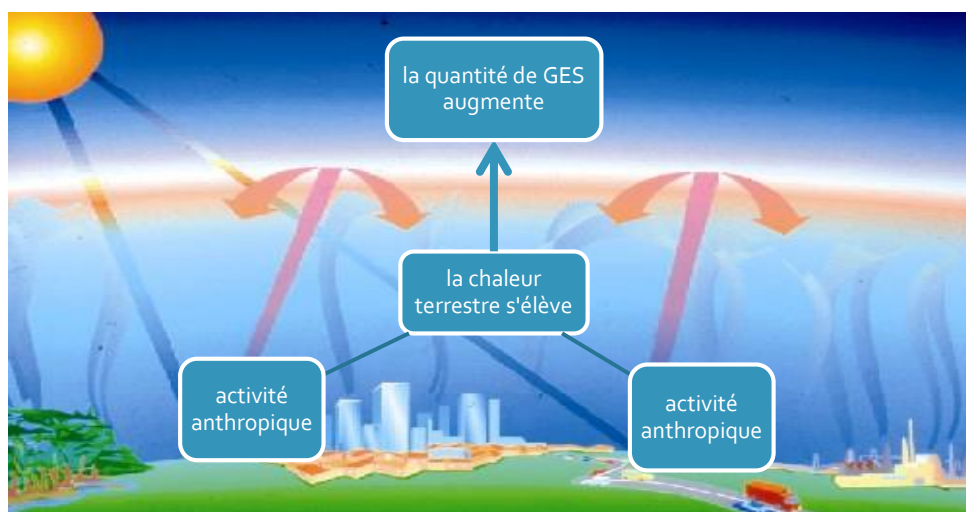 la quantité de GES
augmente
la chaleur
terrestre s'élève
activité
anthropique
activité
anthropique